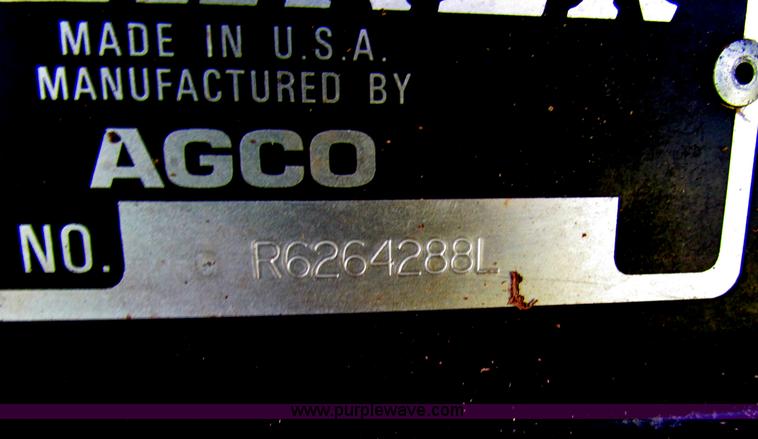 MADE IN U.S.A.
MANUFACTURED BY
AGCO
NO. R6264288L
www.purplewave.com